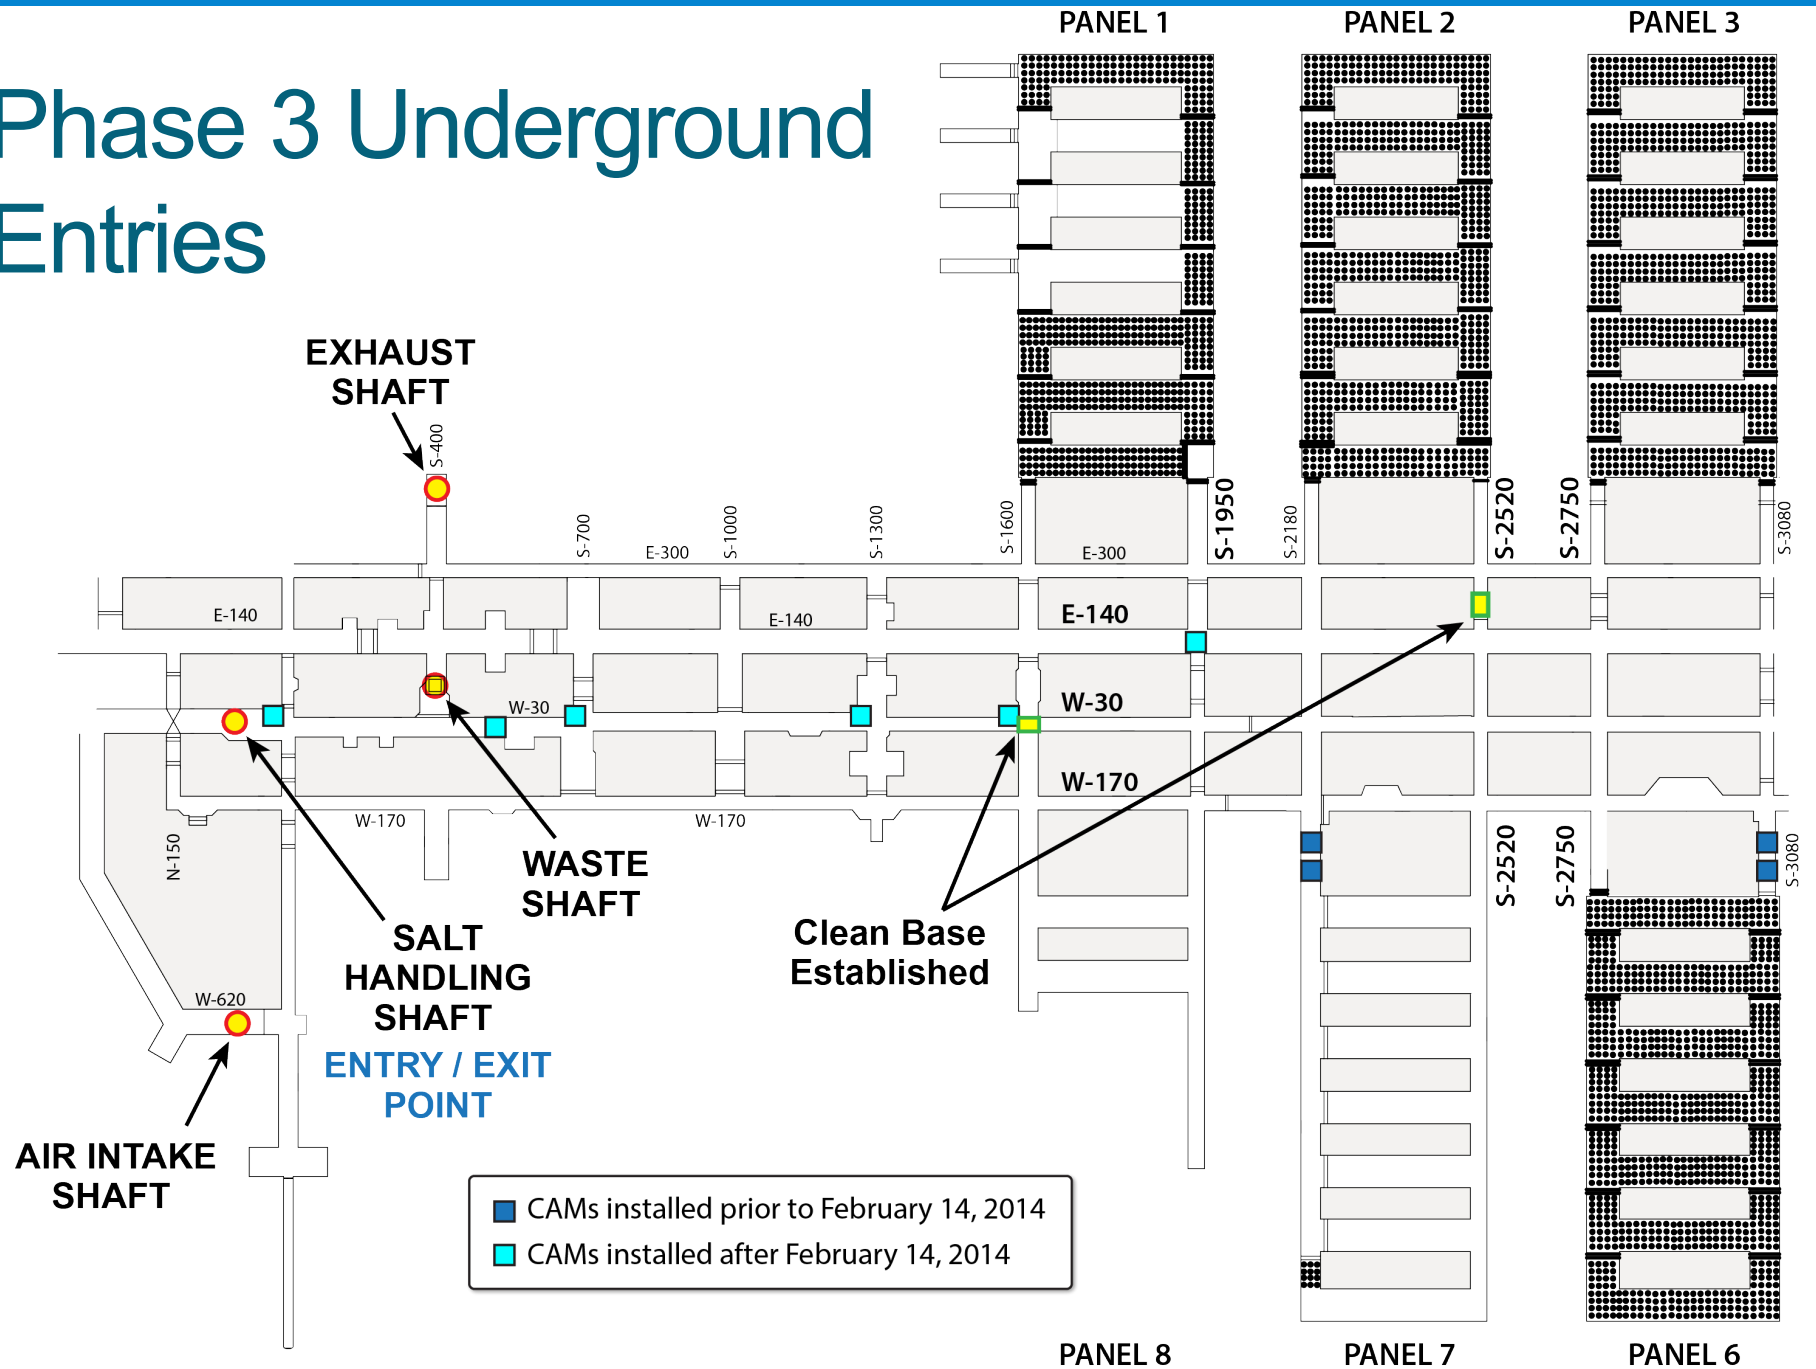 PANEL 1
PANEL 2
PANEL 3
Phase 3 Underground
Entries
EXHAUST
SHAFT
S-400
S-700
E-300
S-1000
S-1300
S-1600
E-300
S-1950
S-2180
S-2520
S-2750
S-3080
E-140
E-140
E-140
W-30
W-30
W-170
W-170
W-170
N-150
WASTE
SHAFT
S-2520
S-2750
S-3080
SALT
HANDLING
SHAFT
ENTRY / EXIT
POINT
Clean Base
Established
W-620
AIR INTAKE
SHAFT
CAMs installed prior to February 14, 2014
CAMs installed after February 14, 2014
PANEL 8
PANEL 7
PANEL 6